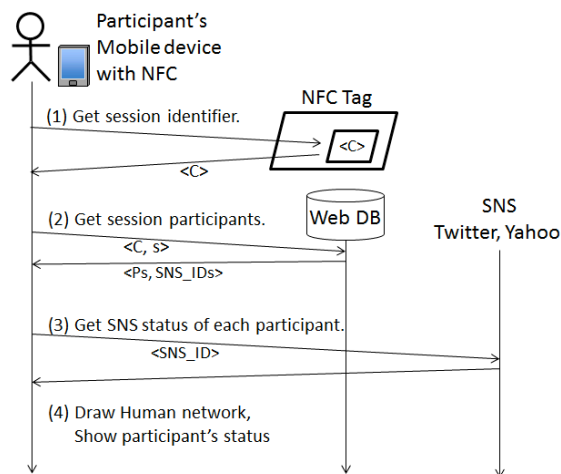 Participant's
Mobile device
with NFC
NFC Tag
(1) Get session identifier.
<C>
<C>
(2) Get session participants.
Web DB
SNS
Twitter, Yahoo
<C, s>
<Ps, SNS_IDs>
(3) Get SNS status of each participant.
<SNS_ID>
(4) Draw Human network,
Show participant's status